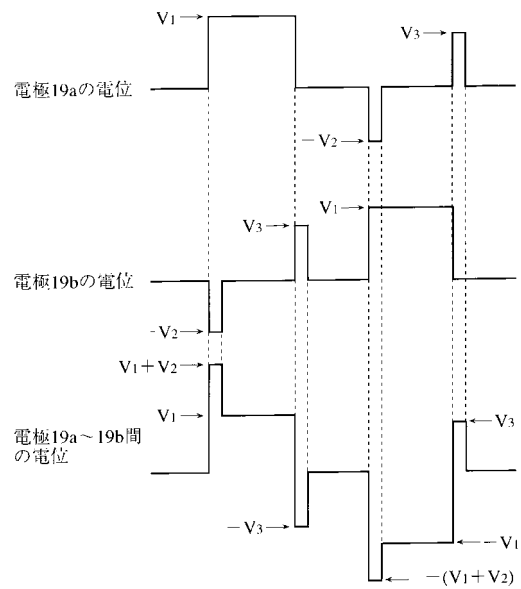 V1
V3
電極19aの電位
-V2
V1
V3
電極19bの電位
-V2
V1+V2
V1
V3
電極19a~19b間
の電位
-V3
-V1
-(V1+V2)